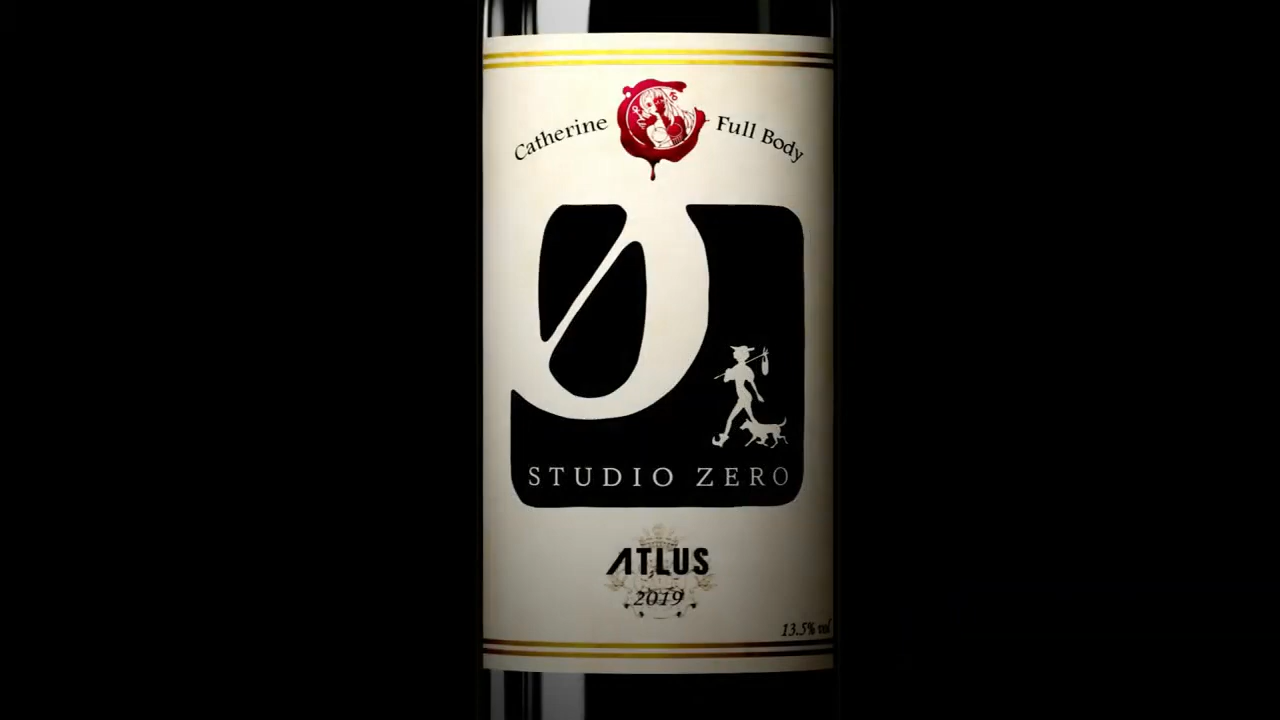 Catherine Full Body
STUDIO ZERO
ATLUS
2019
13.5% vol